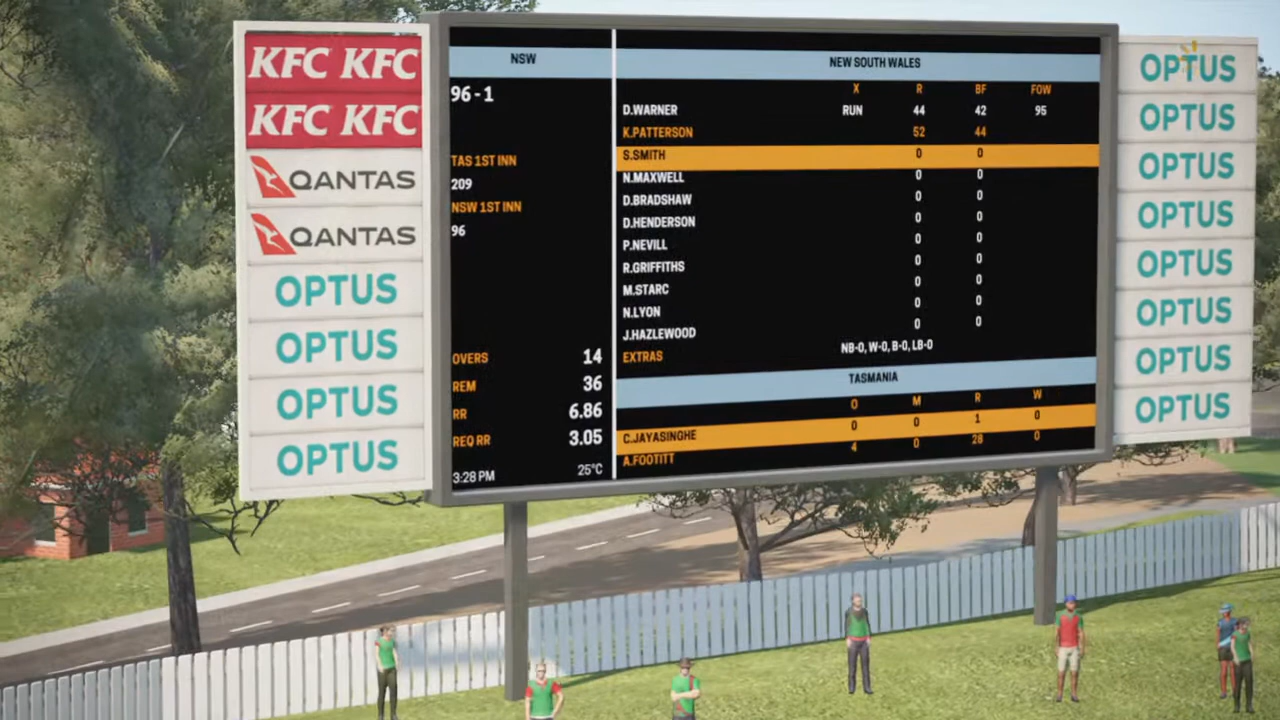 KFC KFC
KFC KFC
QANTAS
QANTAS
OPTUS
OPTUS
OPTUS
OPTUS
NSW
96 - 1
TAS 1ST INN
209
NSW 1ST INN
96
OVERS 14
REM 36
RR 6.86
REQ RR 3.05
3:28 PM 25°C
NEW SOUTH WALES
X R BF FOW
D.WARNER RUN 44 42 95
K.PATTERSON 52 44
S.SMITH 0 0
N.MAXWELL 0 0
D.BRADSHAW 0 0
D.HENDERSON 0 0
P.NEVILL 0 0
R.GRIFFITHS 0 0
M.STARC 0 0
N.LYON 0 0
J.HAZLEWOOD 0 0
EXTRAS NB-0, W-0, B-0, LB-0
TASMANIA
O M R W
C.JAYASINGHE 0 0 1 0
A.FOOTITT 4 0 28 0
OPTUS
OPTUS
OPTUS
OPTUS
OPTUS
OPTUS
OPTUS
OPTUS